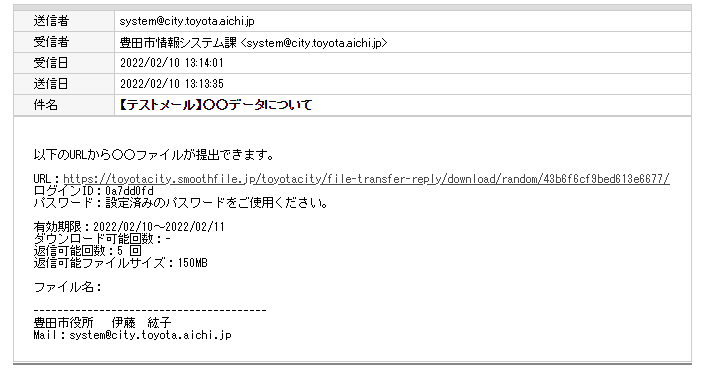 送信者 system@city.toyota.aichi.jp
受信者 豊田市情報システム課 <system@city.toyota.aichi.jp>
受信日 2022/02/10 13:14:01
送信日 2022/02/10 13:13:35
件名 【テストメール】〇〇データについて
以下のURLから〇〇ファイルが提出できます。
URL：https://toyotacity.smoothfile.jp/toyotacity/file-transfer-reply/download/random/43b6f6cf9bed613e6677/
ログインID：0a7dd0fd
パスワード：設定済みのパスワードをご使用ください。
有効期限：2022/02/10～2022/02/11
ダウンロード可能回数：-
返信可能回数：5 回
返信可能ファイルサイズ：150MB
ファイル名：
---------------------------------------
豊田市役所　伊藤　紘子
Mail：system@city.toyota.aichi.jp